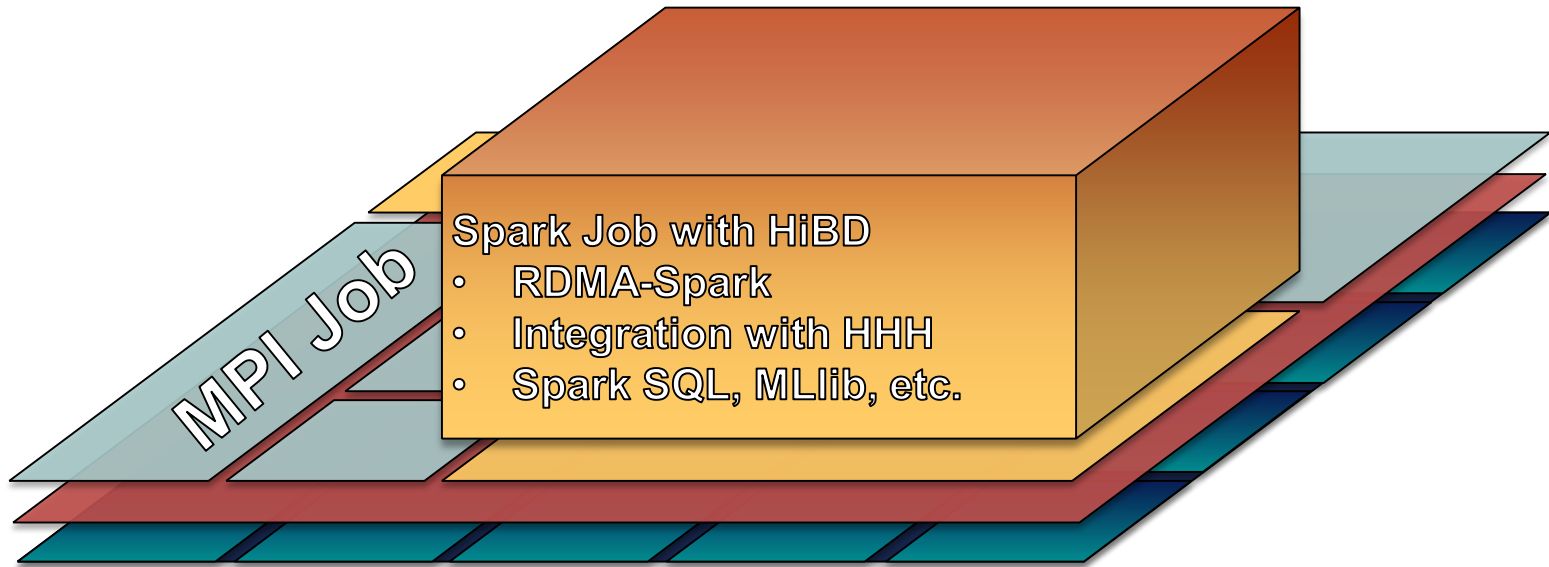 Spark Job with HiBD
• RDMA-Spark
• Integration with HHH
• Spark SQL, MLlib, etc.
MPI Job